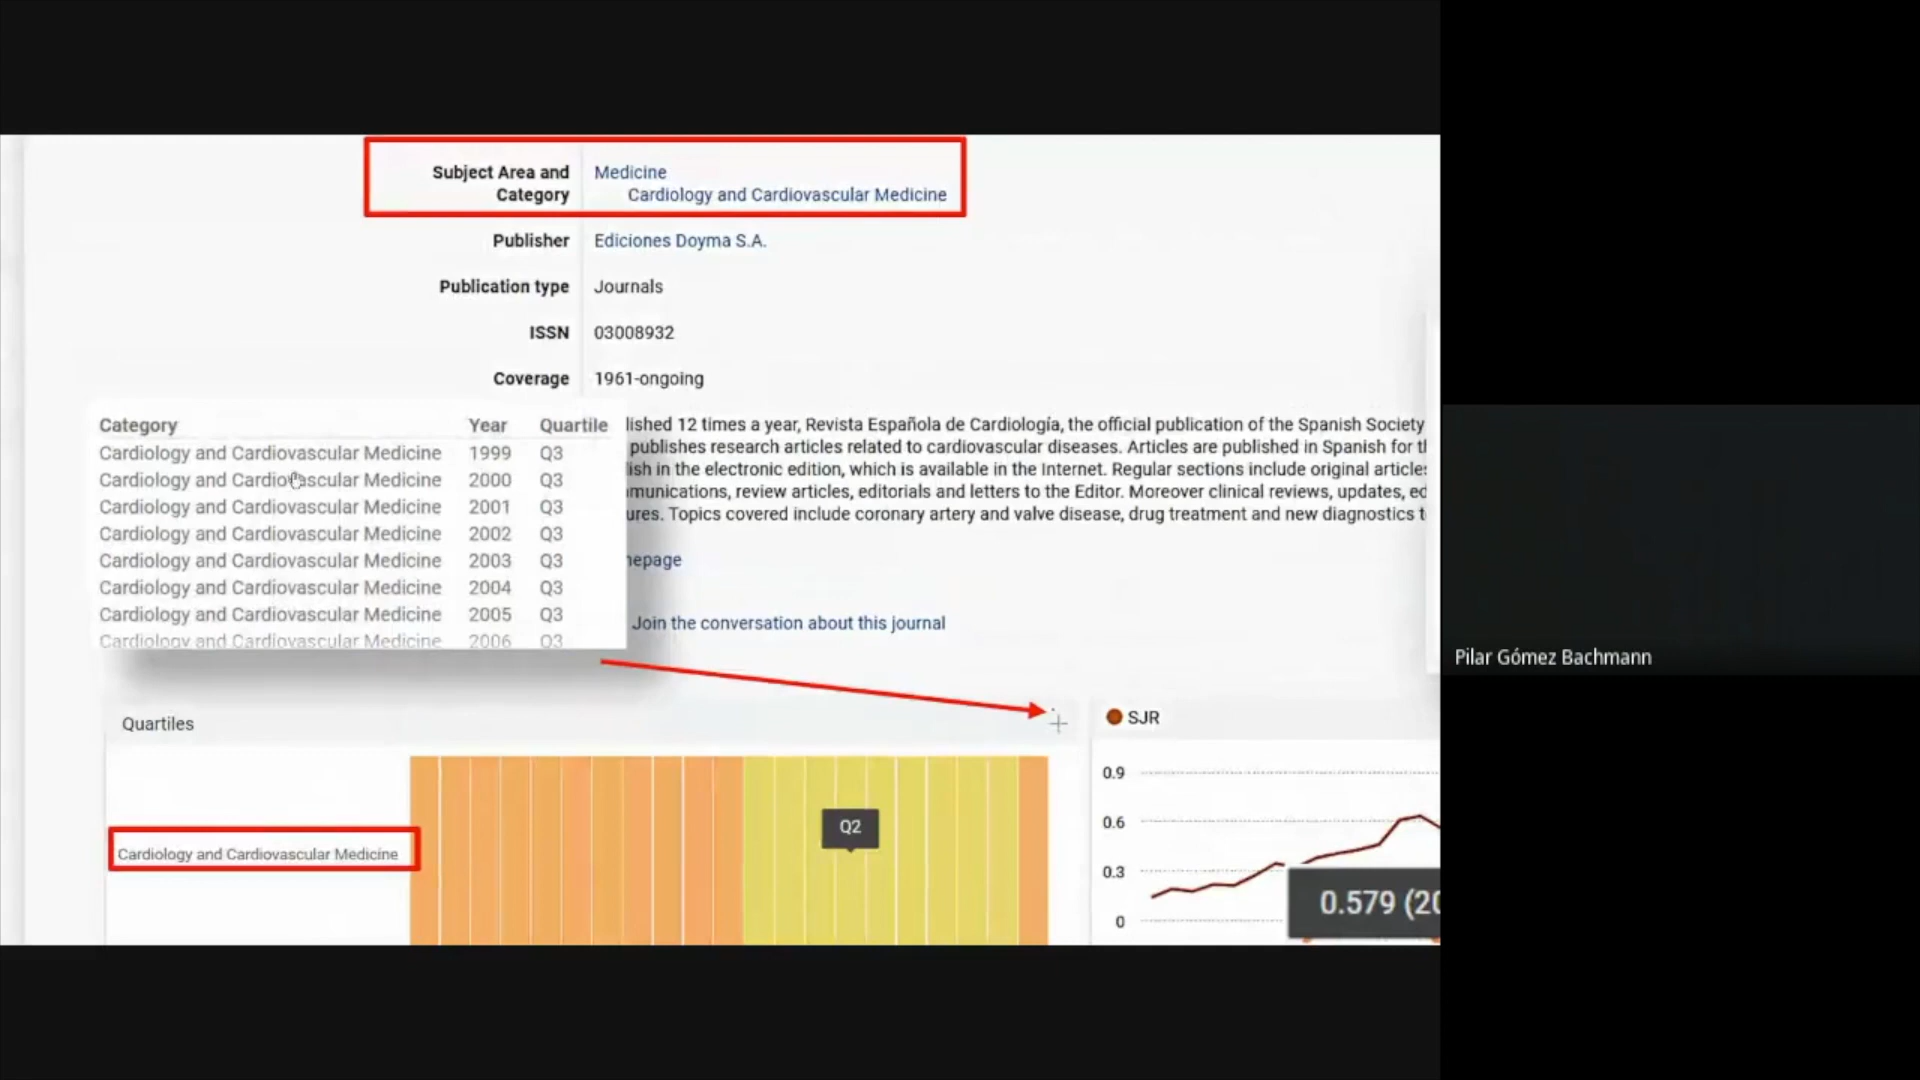 Subject Area and Category
Medicine
Cardiology and Cardiovascular Medicine
Publisher Ediciones Doyma S.A.
Publication type Journals
ISSN 03008932
Coverage 1961-ongoing
Category Year Quartile
Cardiology and Cardiovascular Medicine 1999 Q3
Cardiology and Cardiovascular Medicine 2000 Q3
Cardiology and Cardiovascular Medicine 2001 Q3
Cardiology and Cardiovascular Medicine 2002 Q3
Cardiology and Cardiovascular Medicine 2003 Q3
Cardiology and Cardiovascular Medicine 2004 Q3
Cardiology and Cardiovascular Medicine 2005 Q3
Cardiology and Cardiovascular Medicine 2006 Q3
12 times a year, Revista Española de Cardiología, the official publication of the Spanish Society
publishes research articles related to cardiovascular diseases. Articles are published in Spanish for
in the electronic edition, which is available in the Internet. Regular sections include original
review articles, editorials and letters to the Editor. Moreover clinical reviews, updates,
Topics covered include coronary artery and valve disease, drug treatment and new diagnostics
Join the conversation about this journal
Quartiles
Cardiology and Cardiovascular Medicine
Q2
SJR
0.9
0.6
0.3
0
0.579
Pilar Gómez Bachmann